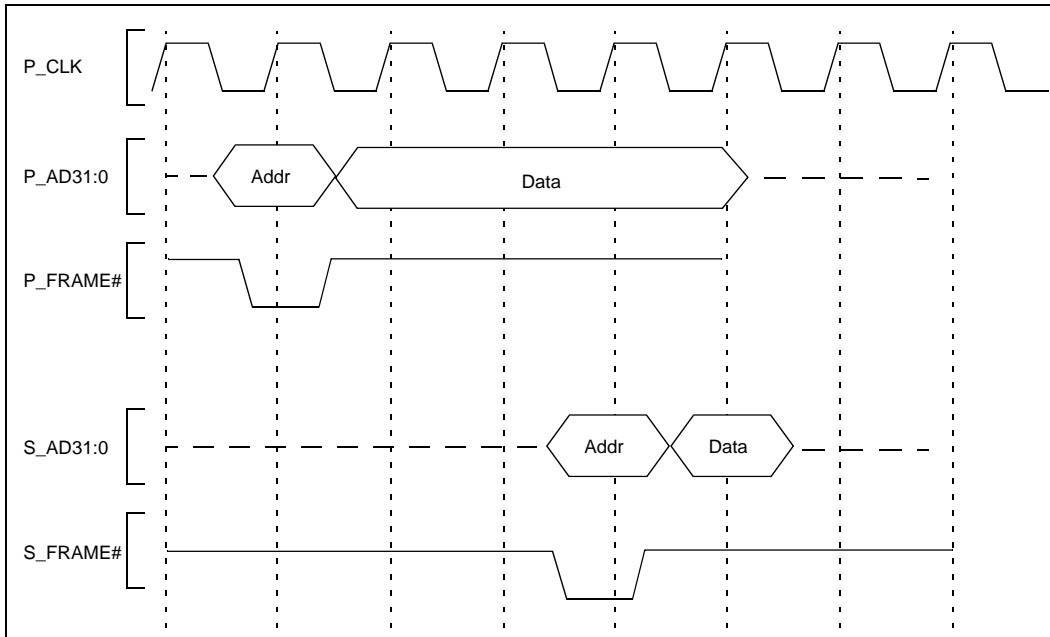 P_CLK
P_AD31:0
Addr
Data
P_FRAME#
S_AD31:0
Addr
Data
S_FRAME#